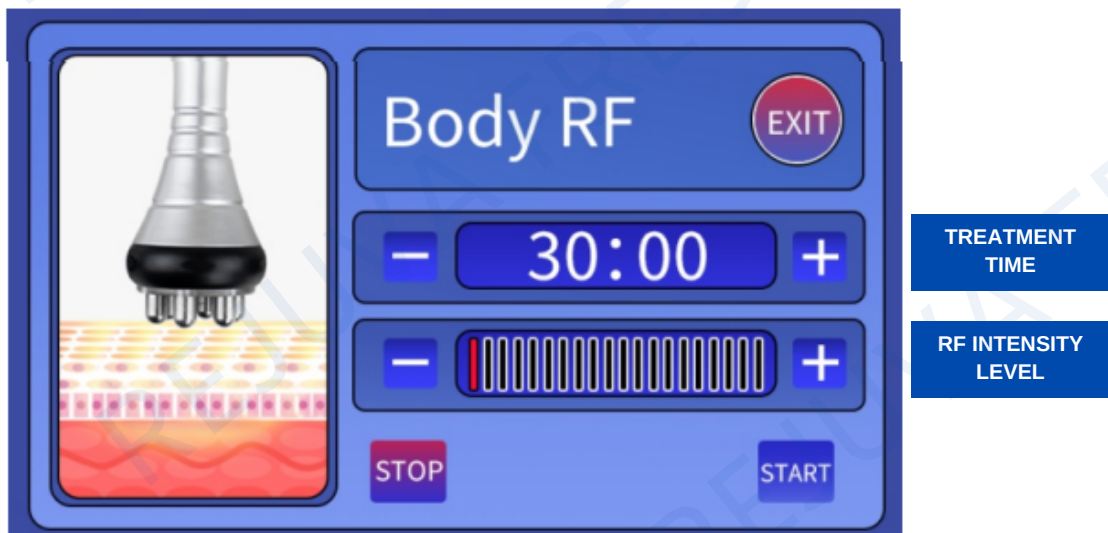 Body RF
EXIT
− 30:00 +
TREATMENT
TIME
− +
RF INTENSITY
LEVEL
STOP
START